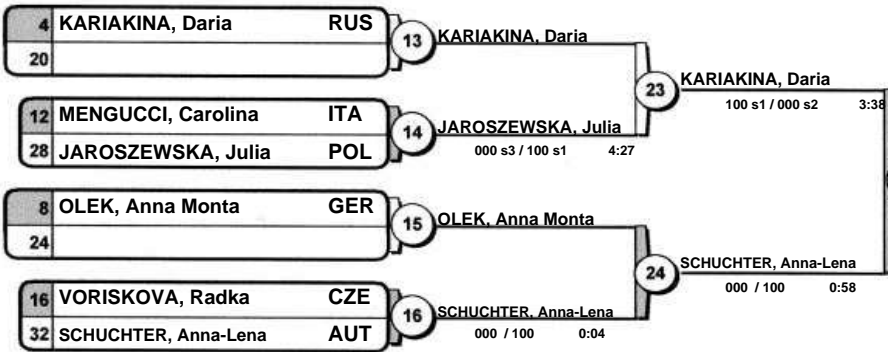 4 KARIAKINA, Daria RUS
20
13
KARIAKINA, Daria
12 MENGUCCI, Carolina ITA
28 JAROSZEWSKA, Julia POL
14
JAROSZEWSKA, Julia
000 s3 / 100 s1 4:27
23
KARIAKINA, Daria
100 s1 / 000 s2 3:38
8 OLEK, Anna Monta GER
24
15
OLEK, Anna Monta
16 VORISKOVA, Radka CZE
32 SCHUCHTER, Anna-Lena AUT
16
SCHUCHTER, Anna-Lena
000 / 100 0:04
24
SCHUCHTER, Anna-Lena
000 / 100 0:58